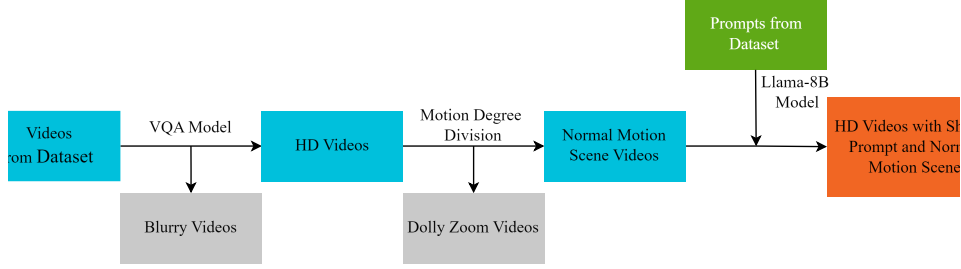 Prompts from
Dataset
Llama-8B
Model
Videos
rom Dataset
VQA Model
HD Videos
Motion Degree
Division
Normal Motion
Scene Videos
HD Videos with Sh
Prompt and Norm
Motion Scene
Blurry Videos
Dolly Zoom Videos